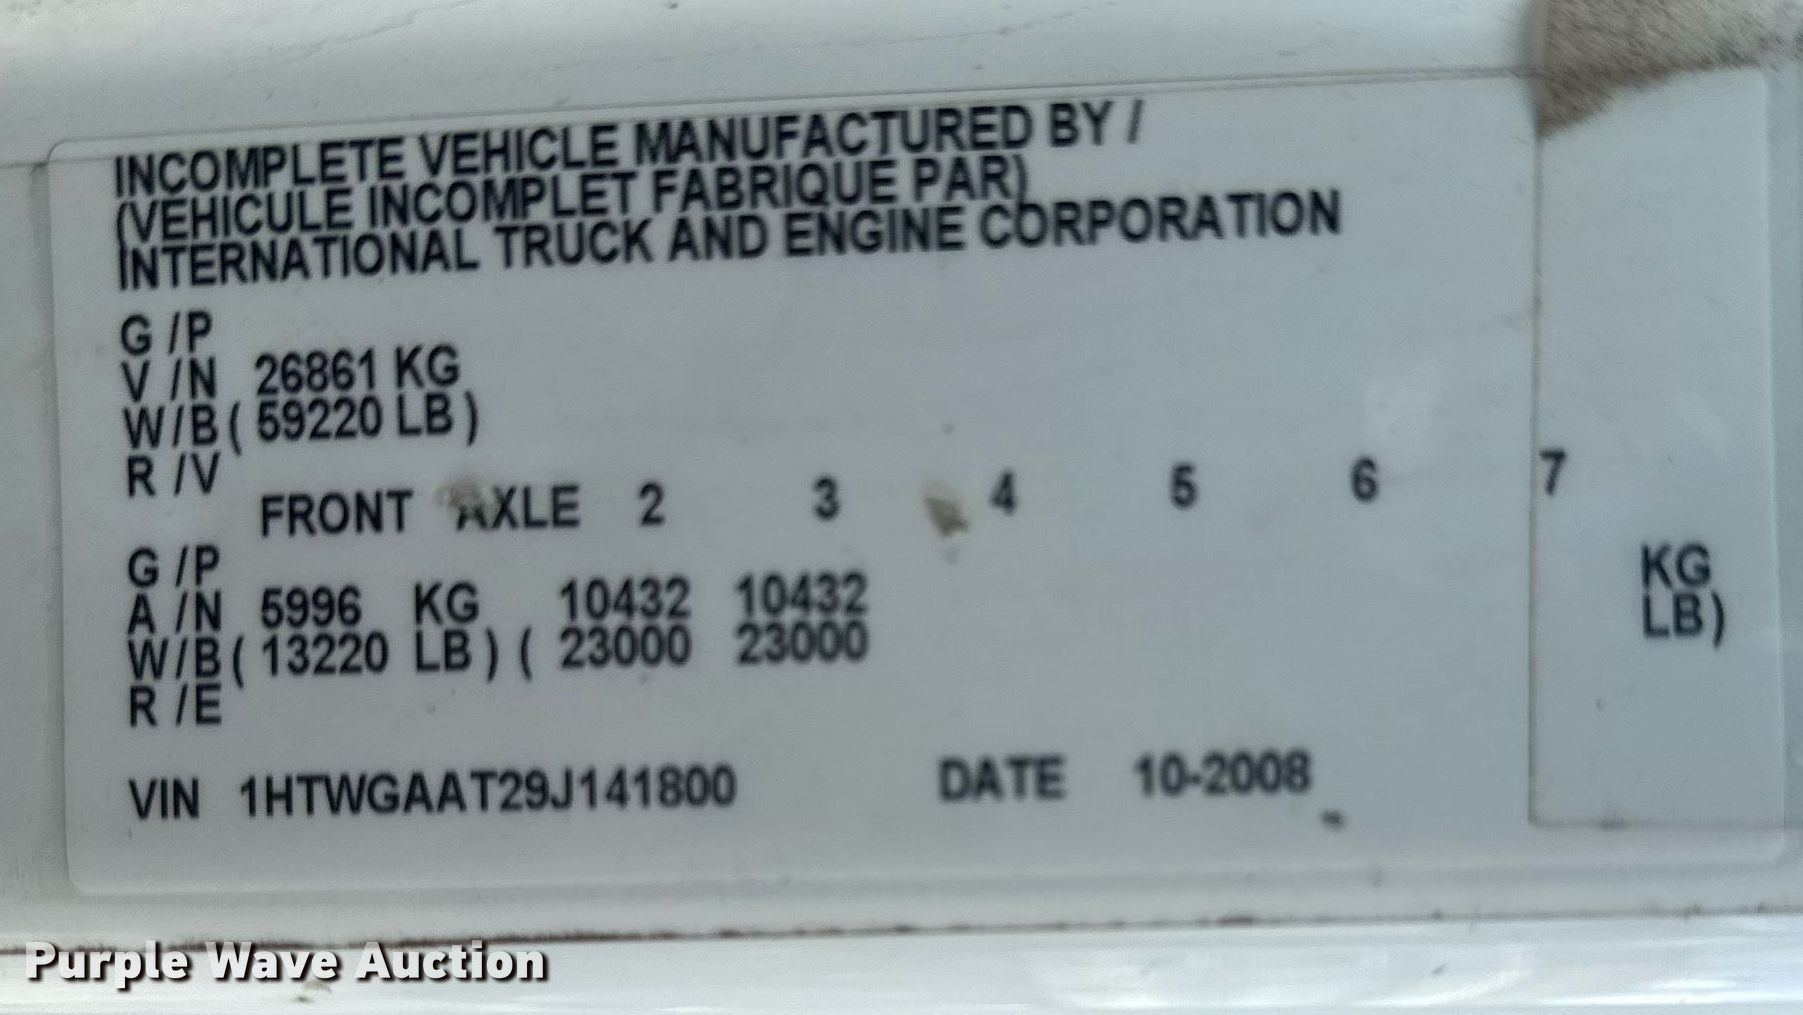 INCOMPLETE VEHICLE MANUFACTURED BY /
(VEHICULE INCOMPLET FABRIQUE PAR)
INTERNATIONAL TRUCK AND ENGINE CORPORATION
G /P
V /N 26861 KG
W/B ( 59220 LB )
R /V
FRONT AXLE 2 3 4 5 6 7
G /P
A /N 5996 KG 10432 10432 KG
W/B ( 13220 LB ) ( 23000 23000 LB)
R /E
VIN 1HTWGAAT29J141800 DATE 10-2008
Purple Wave Auction